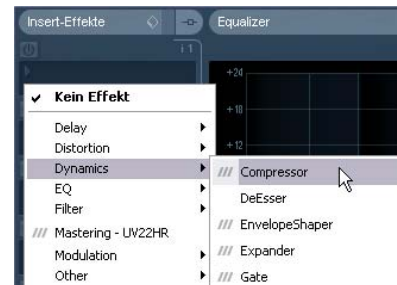 Insert-Effekte
Equalizer
i 1
+24
+18
+12
✓ Kein Effekt
Delay
Distortion
Dynamics
EQ
Filter
/// Mastering - UV22HR
Modulation
Other
/// Compressor
DeEsser
/// EnvelopeShaper
/// Expander
/// Gate